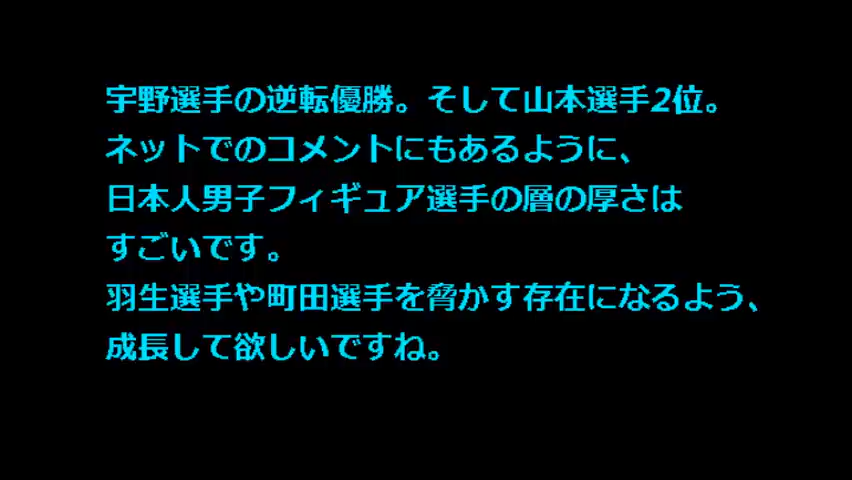 宇野選手の逆転優勝。そして山本選手2位。
ネットでのコメントにもあるように、
日本人男子フィギュア選手の層の厚さは
すごいです。
羽生選手や町田選手を脅かす存在になるよう、
成長して欲しいですね。